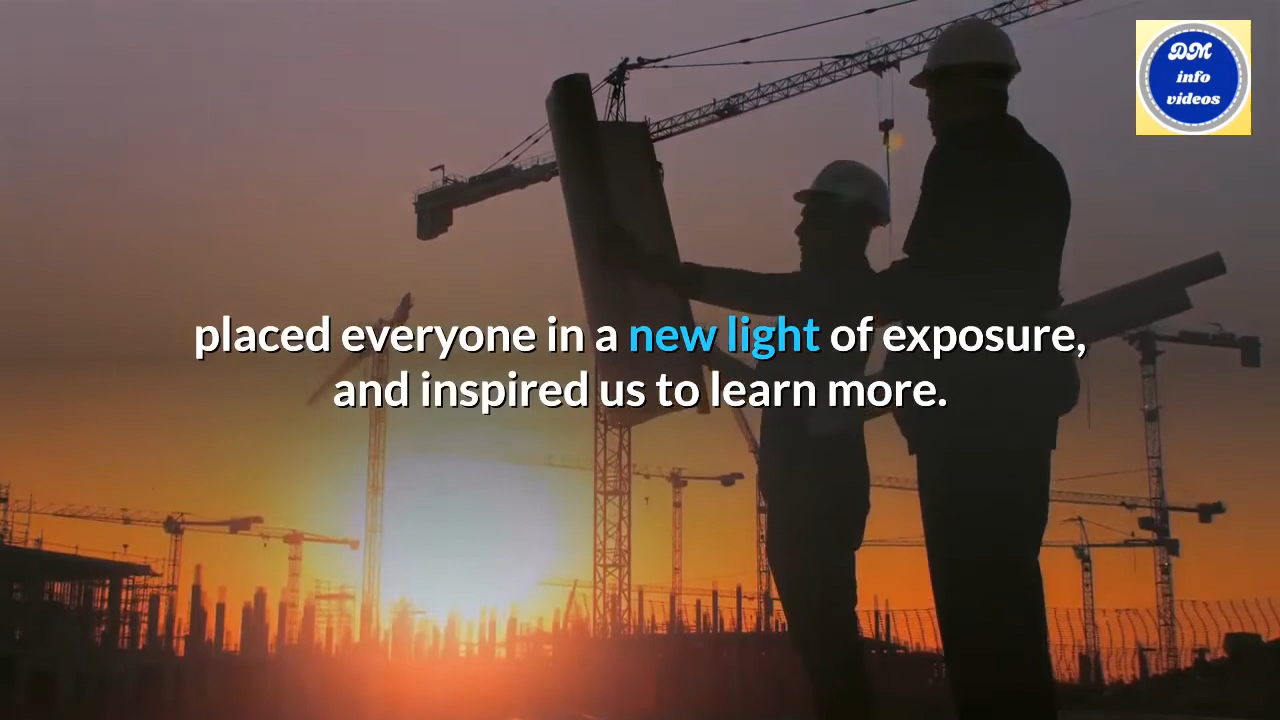 DM
info
videos
placed everyone in a new light of exposure,
and inspired us to learn more.